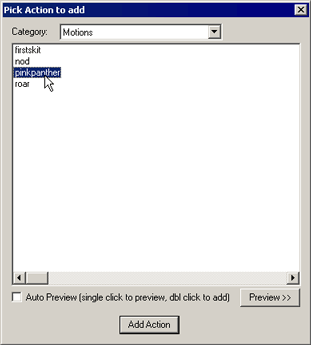 Pick Action to add
Category: Motions
firstskit
nod
pinkpanther
roar
Auto Preview (single click to preview, dbl click to add) Preview >>
Add Action